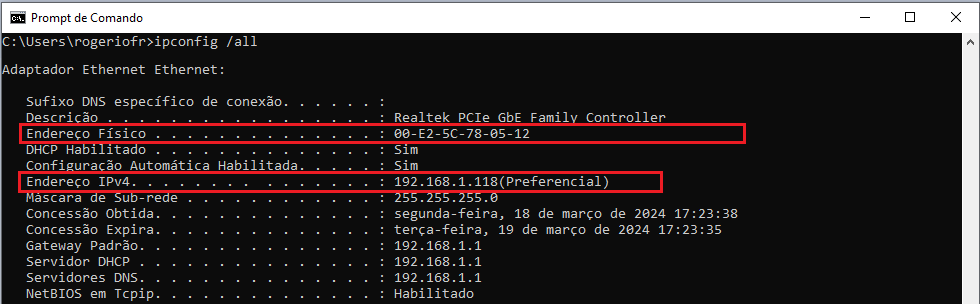 Prompt de Comando
C:\Users\rogeriofr>ipconfig /all
Adaptador Ethernet Ethernet:
Sufixo DNS específico de conexão. . . . . . :
Descrição . . . . . . . . . . . . . . . . . : Realtek PCIe GbE Family Controller
Endereço Físico . . . . . . . . . . . . . . : 00-E2-5C-78-05-12
DHCP Habilitado . . . . . . . . . . . . . . : Sim
Configuração Automática Habilitada. . . . . : Sim
Endereço IPv4. . . . . . . . . . . . . . . : 192.168.1.118(Preferencial)
Máscara de Sub-rede . . . . . . . . . . . . : 255.255.255.0
Concessão Obtida. . . . . . . . . . . . . . : segunda-feira, 18 de março de 2024 17:23:38
Concessão Expira. . . . . . . . . . . . . . : terça-feira, 19 de março de 2024 17:23:35
Gateway Padrão. . . . . . . . . . . . . . . : 192.168.1.1
Servidor DHCP . . . . . . . . . . . . . . . : 192.168.1.1
Servidores DNS. . . . . . . . . . . . . . . : 192.168.1.1
NetBIOS em Tcpip. . . . . . . . . . . . . . : Habilitado